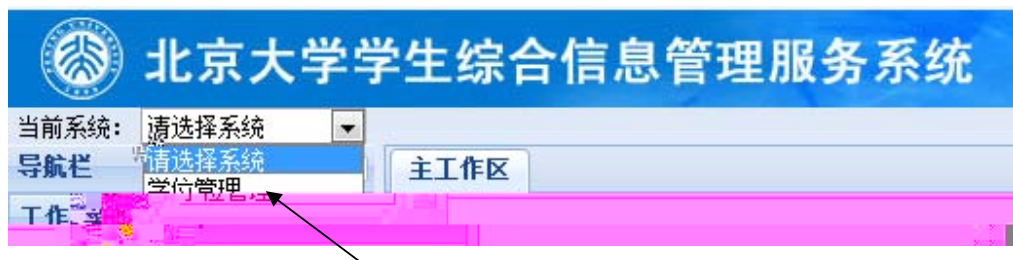 北京大学学生综合信息管理服务系统
当前系统： 请选择系统
导航栏 请选择系统 主工作区
学位管理
工作